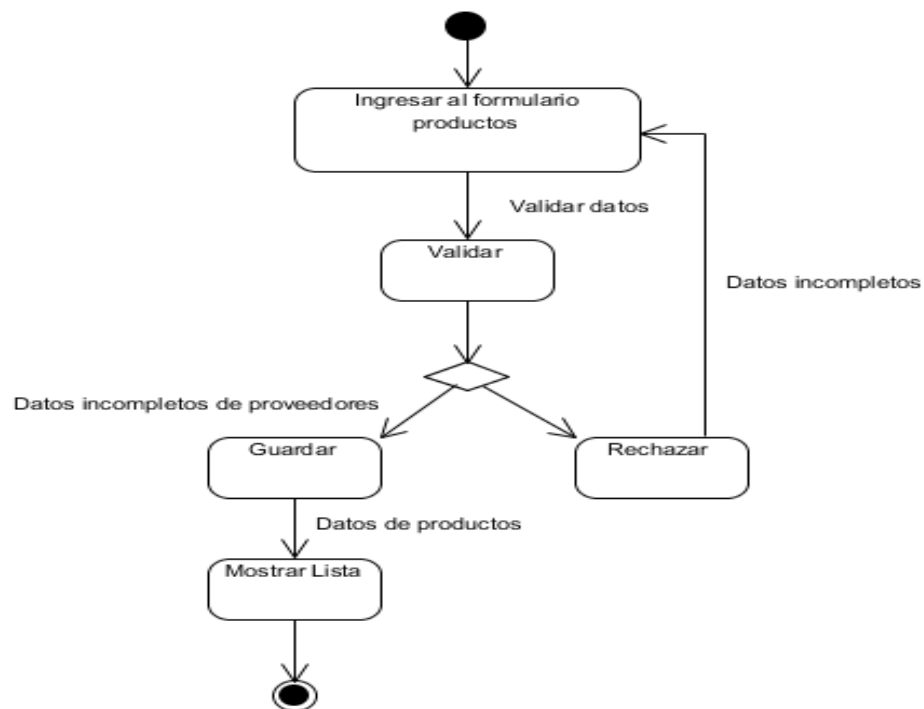 Ingresar al formulario
productos
Validar datos
Validar
Datos incompletos
Datos incompletos de proveedores
Guardar
Rechazar
Datos de productos
Mostrar Lista